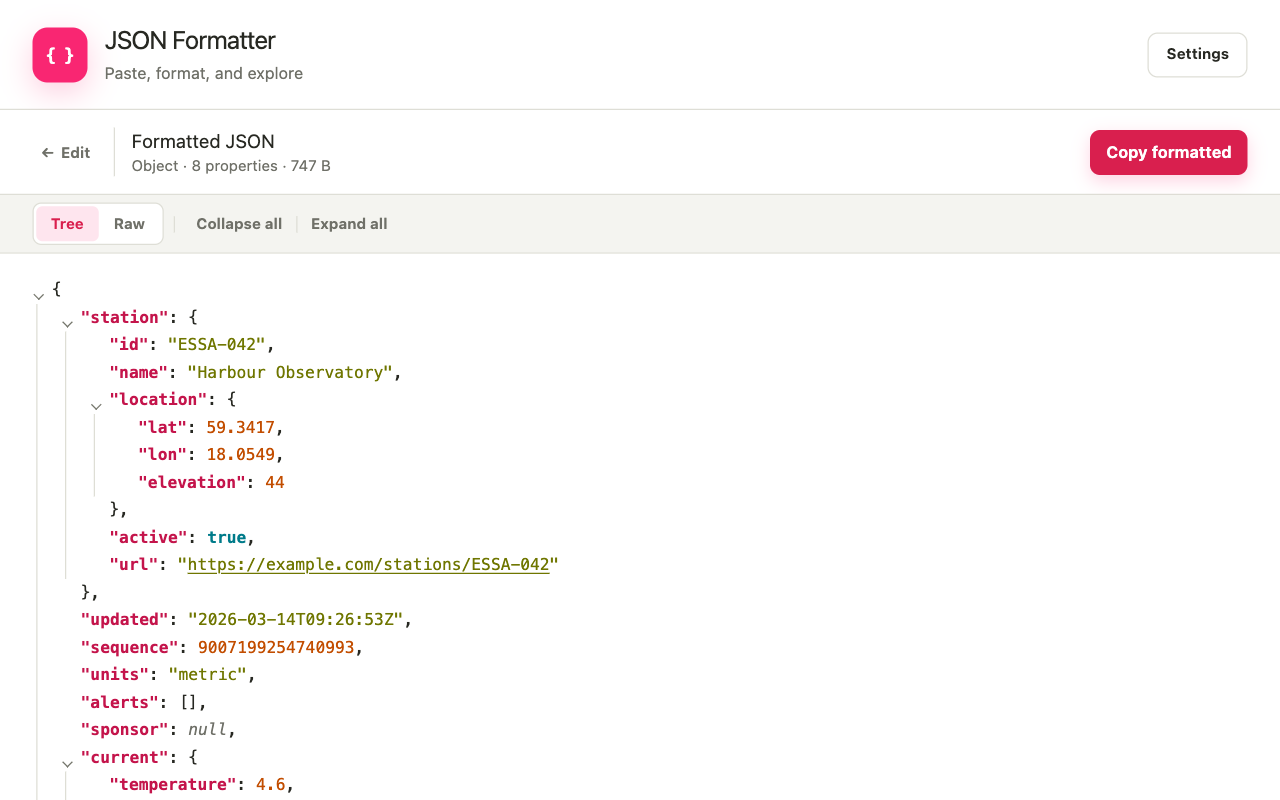 { }
JSON Formatter
Paste, format, and explore
Settings
← Edit
Formatted JSON
Object · 8 properties · 747 B
Copy formatted
Tree Raw Collapse all Expand all
{
"station": {
"id": "ESSA-042",
"name": "Harbour Observatory",
"location": {
"lat": 59.3417,
"lon": 18.0549,
"elevation": 44
},
"active": true,
"url": "https://example.com/stations/ESSA-042"
},
"updated": "2026-03-14T09:26:53Z",
"sequence": 9007199254740993,
"units": "metric",
"alerts": [],
"sponsor": null,
"current": {
"temperature": 4.6,